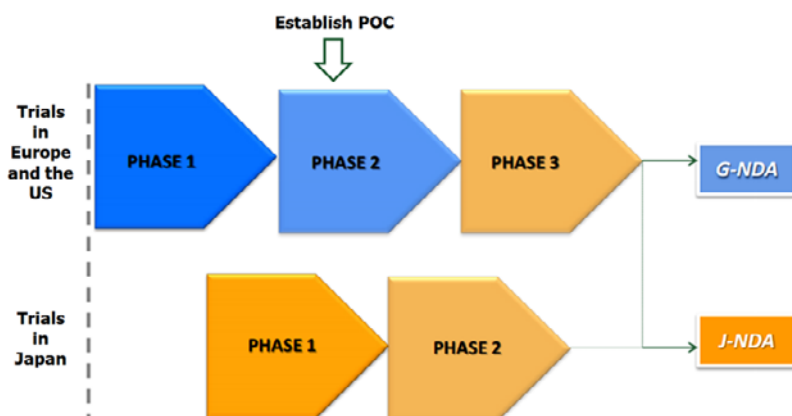 Establish POC
Trials
in
Europe
and the
US
PHASE 1
PHASE 2
PHASE 3
G-NDA
Trials
in
Japan
PHASE 1
PHASE 2
J-NDA